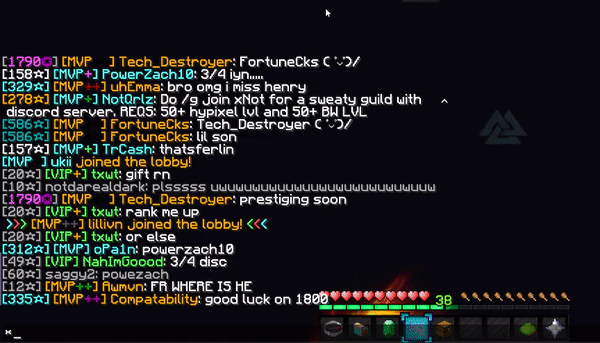 [1790✪] [MVP  ] Tech_Destroyer: FortuneCks ( ˙ᵕ˙)/
[158✫] [MVP+] PowerZach10: 3/4 iyn.....
[329✫] [MVP++] uhEmma: bro omg i miss henry
[278✫] [MVP+] NotQrlz: Do /g join xNot for a sweaty guild with
discord server. REQS: 50+ hypixel lvl and 50+ BW LVL
[586✫] [MVP  ] FortuneCks: Tech_Destroyer ( ˙ᵕ˙)/
[586✫] [MVP  ] FortuneCks: lil son
[157✫] [MVP+] TrCash: thatsferlin
[MVP ] ukii joined the lobby!
[20✫] [VIP+] txwt: gift rn
[10✫] notdarealdark: plsssss uwuuwuwuwuwuwuwuwuwuwuw
[1790✪] [MVP  ] Tech_Destroyer: prestiging soon
[20✫] [VIP+] txwt: rank me up
>>> [MVP++] lillivn joined the lobby! <<<
[20✫] [VIP+] txwt: or else
[312✫] [MVP] oPa1n: powerzach10
[49✫] [VIP] NahImGoood: 3/4 disc
[60✫] saggy2: powezach
[12✫] [MVP++] Awmvn: FR WHERE IS HE
[335✫] [MVP++] Compatability: good luck on 1800
38